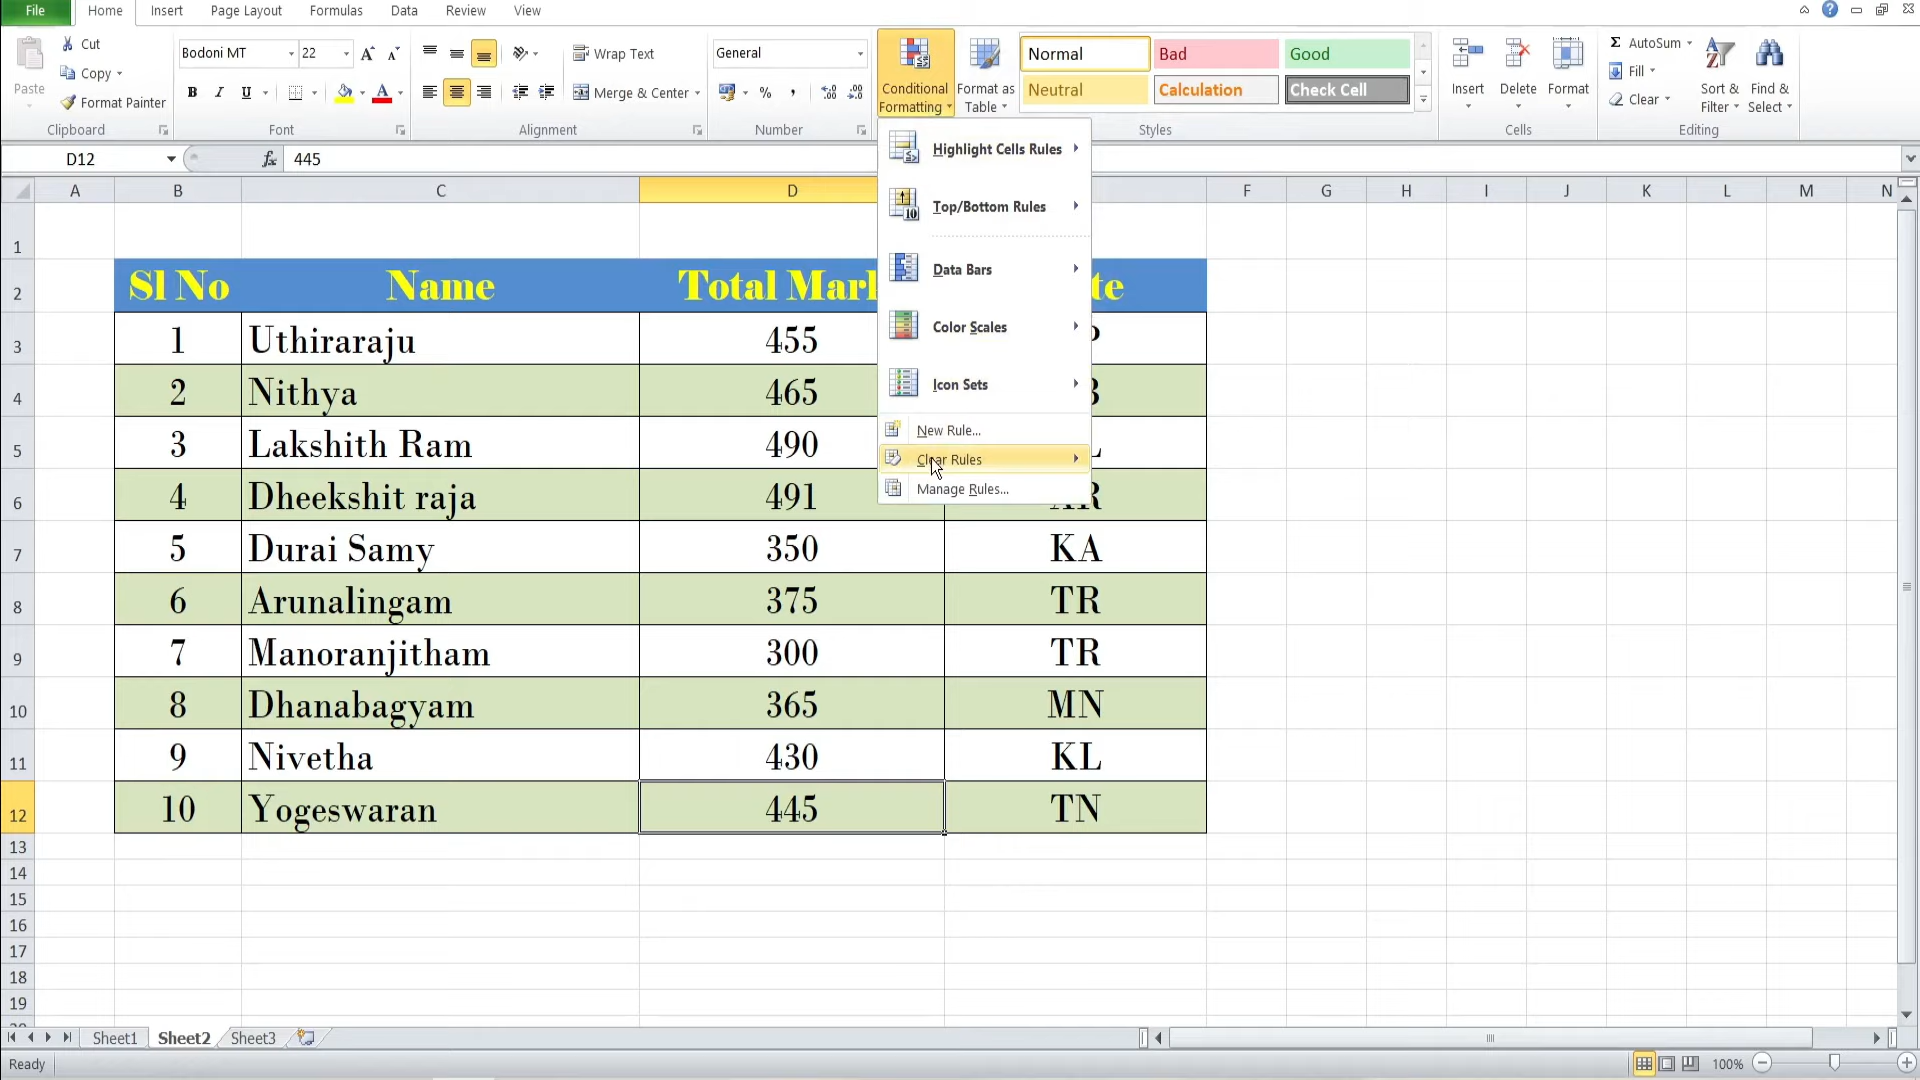 File Home Insert Page Layout Formulas Data Review View
Cut
Copy
Format Painter
Paste
Clipboard
Bodoni MT 22
B I U A
Font
Wrap Text
Merge & Center
Alignment
General
% ,
Number
Conditional Formatting
Format as Table
Normal Bad Good
Neutral Calculation Check Cell
Styles
Insert Delete Format
Cells
Σ AutoSum
Fill
Clear
Sort & Filter
Find & Select
Editing
D12 fx 445
Highlight Cells Rules
Top/Bottom Rules
Data Bars
Color Scales
Icon Sets
New Rule...
Clear Rules
Manage Rules...
A B C D F G H I J K L M N
1
2 Sl No Name Total Mark
3 1 Uthiraraju 455
4 2 Nithya 465
5 3 Lakshith Ram 490
6 4 Dheekshit raja 491
7 5 Durai Samy 350 KA
8 6 Arunalingam 375 TR
9 7 Manoranjitham 300 TR
10 8 Dhanabagyam 365 MN
11 9 Nivetha 430 KL
12 10 Yogeswaran 445 TN
13
14
15
16
17
18
19
Sheet1 Sheet2 Sheet3
Ready 100%